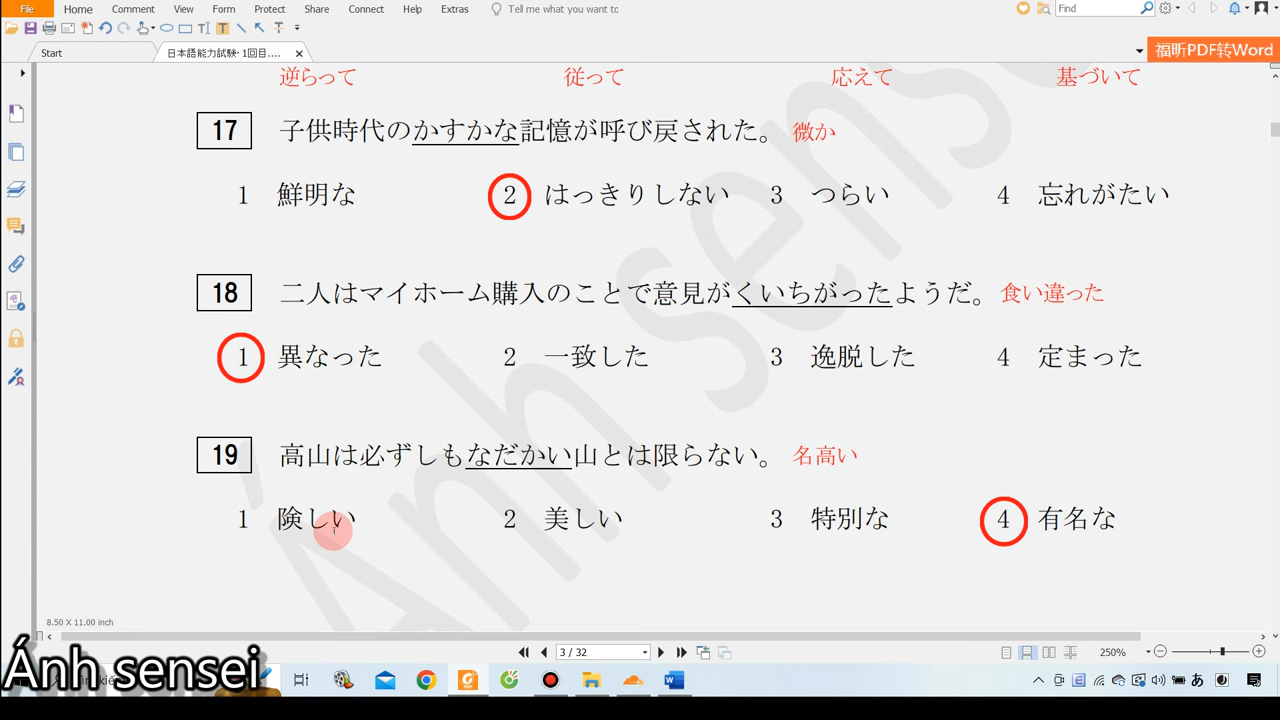 File Home Comment View Form Protect Share Connect Help Extras Tell me what you want to Find
Start 日本語能力試験- 1回目.... 福昕PDF转Word
逆らって 従って 応えて 基づいて
17 子供時代のかすかな記憶が呼び戻された。 微か
1 鮮明な 2 はっきりしない 3 つらい 4 忘れがたい
18 二人はマイホーム購入のことで意見がくいちがったようだ。 食い違った
1 異なった 2 一致した 3 逸脱した 4 定まった
19 高山は必ずしもなだかい山とは限らない。 名高い
1 険しい 2 美しい 3 特別な 4 有名な
Ánh sensei
8.50 X 11.00 inch
3 / 32 250%
Ánh sensei